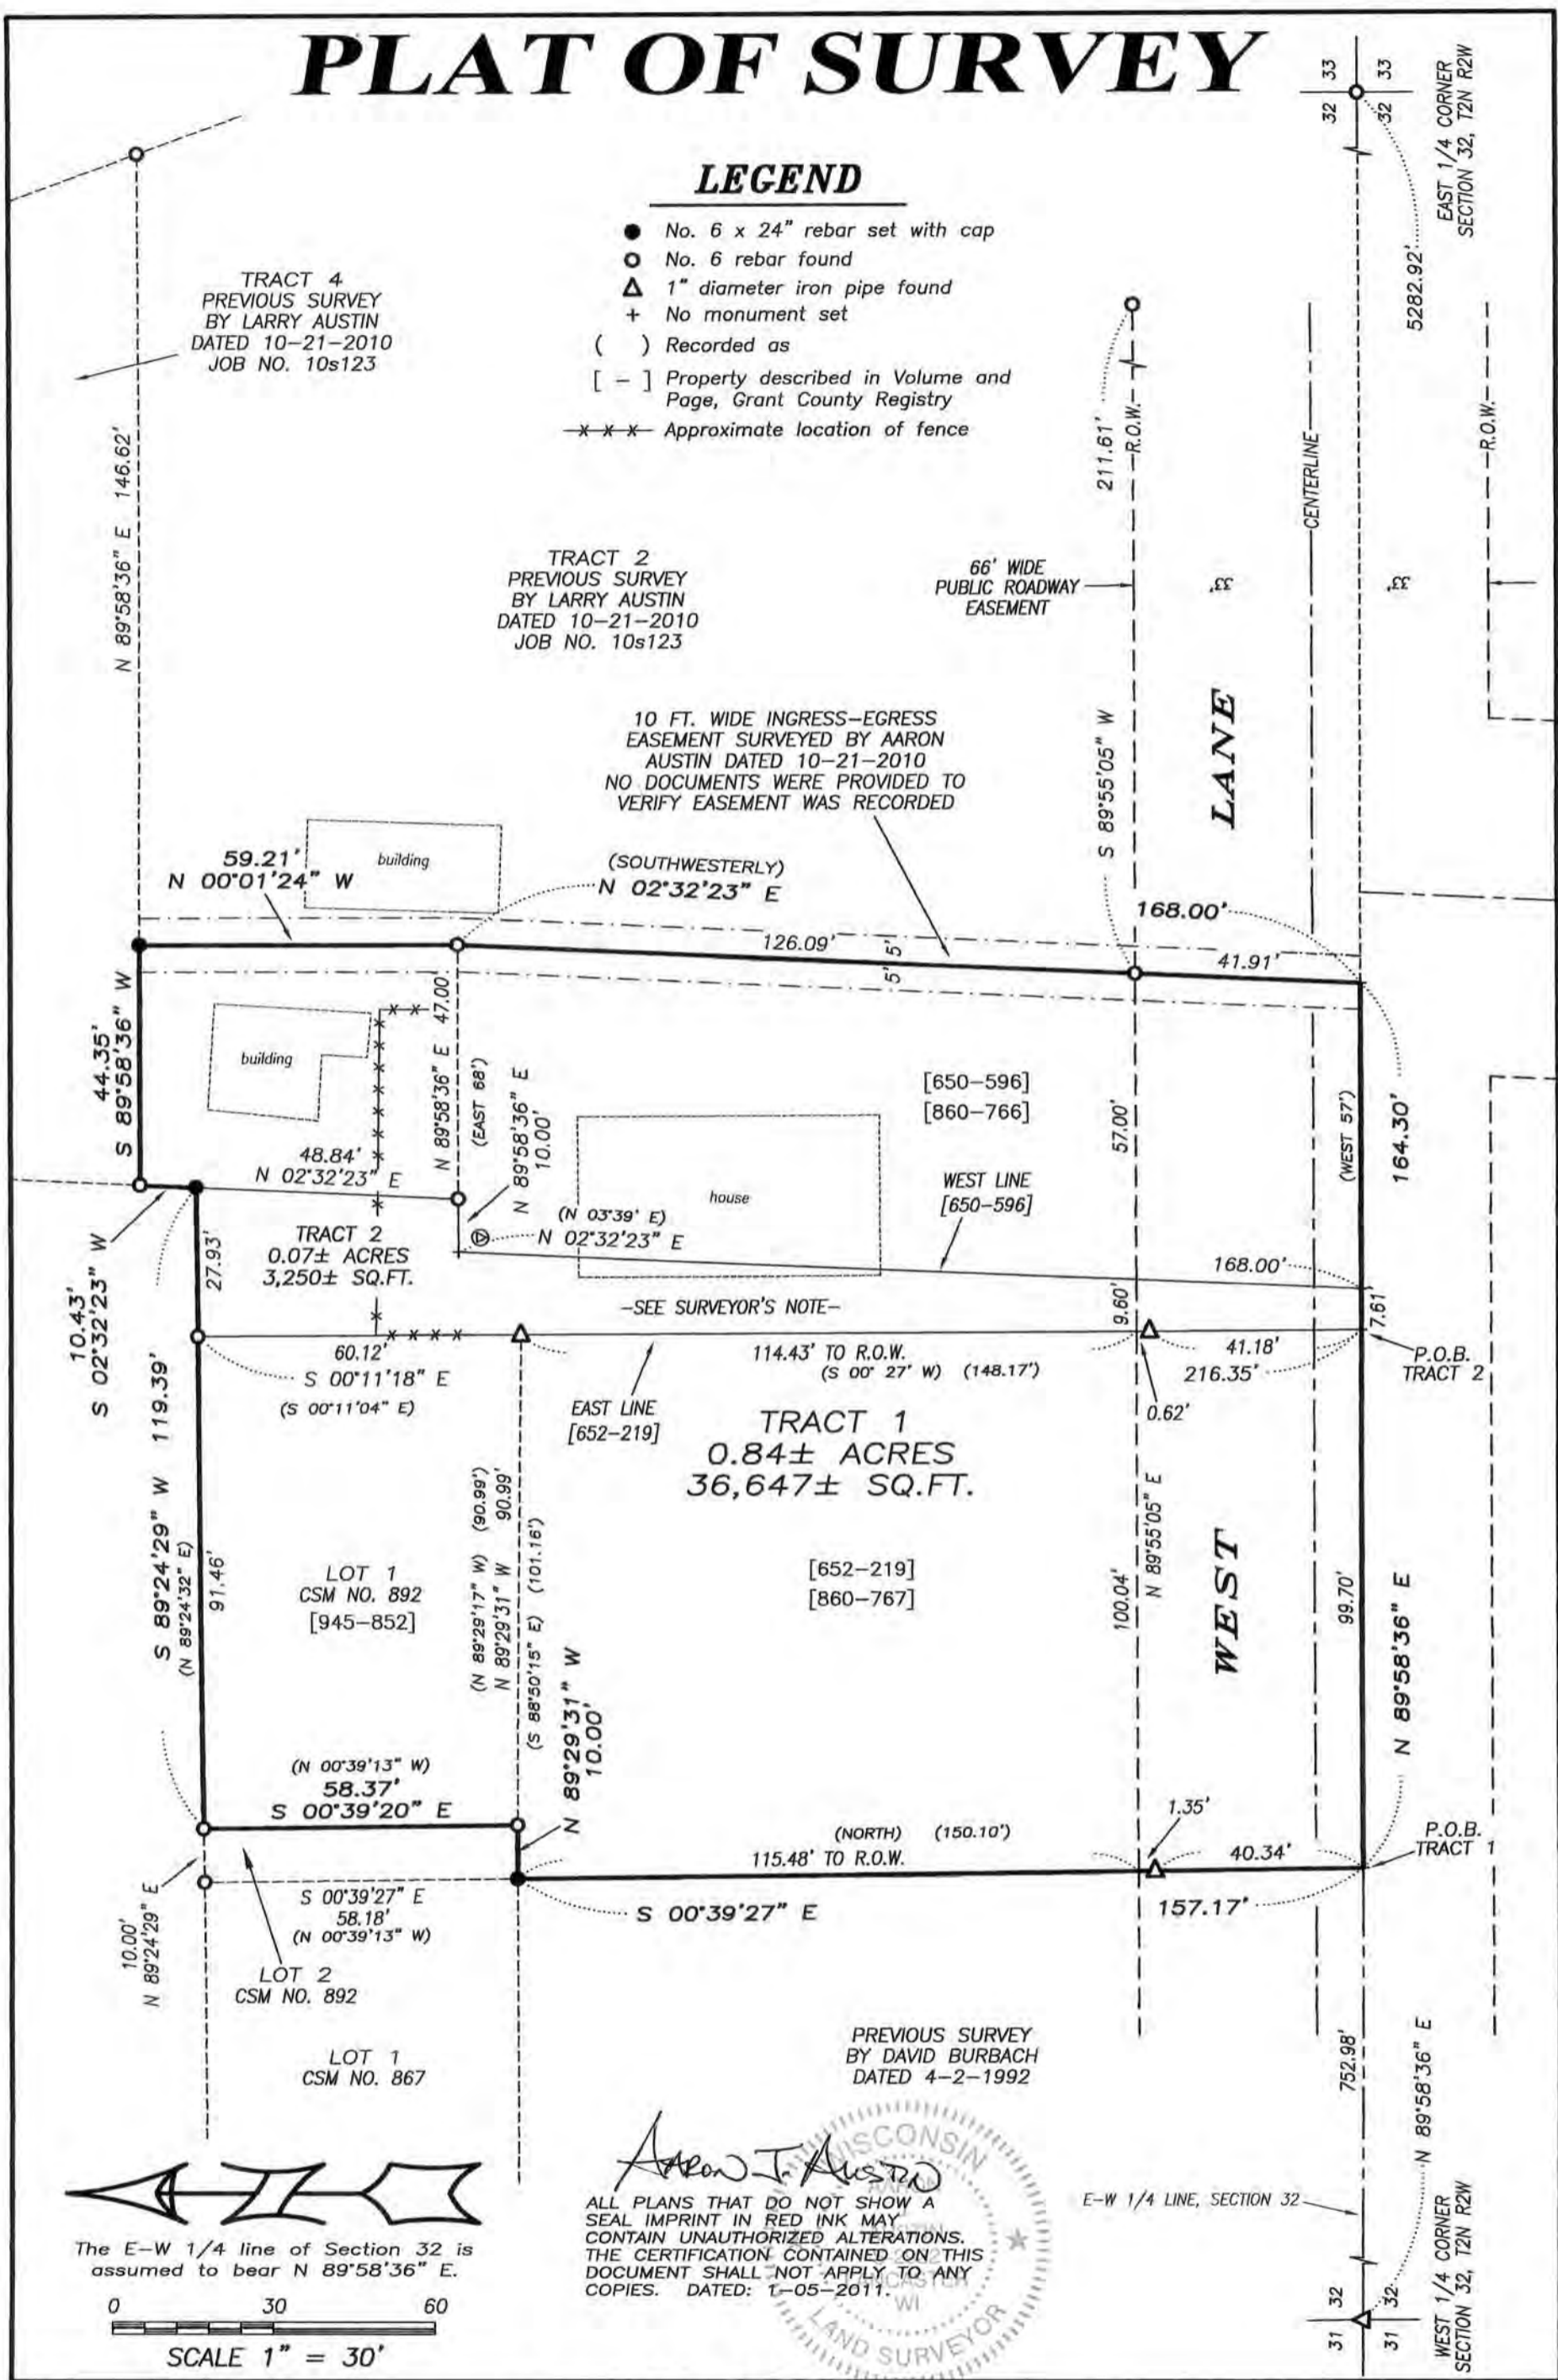 PLAT OF SURVEY
33
33
32
32
EAST 1/4 CORNER
SECTION 32, T2N R2W
5282.92'
LEGEND
No. 6 x 24" rebar set with cap
No. 6 rebar found
1" diameter iron pipe found
+ No monument set
( ) Recorded as
[ - ] Property described in Volume and
Page, Grant County Registry
-x-x-x- Approximate location of fence
TRACT 4
PREVIOUS SURVEY
BY LARRY AUSTIN
DATED 10-21-2010
JOB NO. 10s123
N 89°58'36" E 146.62'
211.61'
R.O.W.
CENTERLINE
R.O.W.
TRACT 2
PREVIOUS SURVEY
BY LARRY AUSTIN
DATED 10-21-2010
JOB NO. 10s123
66' WIDE
PUBLIC ROADWAY
EASEMENT
33'
33'
10 FT. WIDE INGRESS-EGRESS
EASEMENT SURVEYED BY AARON
AUSTIN DATED 10-21-2010
NO DOCUMENTS WERE PROVIDED TO
VERIFY EASEMENT WAS RECORDED
S 89°55'05" W
LANE
59.21'
N 00°01'24" W
building
(SOUTHWESTERLY)
N 02°32'23" E
168.00'
126.09'
5'
5'
41.91'
44.35'
S 89°58'36" W
building
N 89°58'36" E 47.00'
(EAST 68')
N 89°58'36" E
10.00'
[650-596]
[860-766]
57.00'
(WEST 57')
164.30'
48.84'
N 02°32'23" E
house
WEST LINE
[650-596]
(N 03°39' E)
N 02°32'23" E
TRACT 2
0.07± ACRES
3,250± SQ.FT.
27.93'
10.43'
S 02°32'23" W
168.00'
-SEE SURVEYOR'S NOTE-
9.60'
7.61'
60.12'
S 00°11'18" E
(S 00°11'04" E)
114.43' TO R.O.W.
(S 00° 27' W) (148.17')
41.18'
216.35'
P.O.B.
TRACT 2
0.62'
EAST LINE
[652-219]
TRACT 1
0.84± ACRES
36,647± SQ.FT.
S 89°24'29" W 119.39'
(N 89°24'32" E)
91.46'
LOT 1
CSM NO. 892
[945-852]
(N 89°29'17" W) (90.99')
N 89°29'31" W 90.99'
(S 88°50'15" E) (101.16')
N 89°29'31" W
10.00'
[652-219]
[860-767]
100.04'
N 89°55'05" E
WEST
99.70'
N 89°58'36" E
(N 00°39'13" W)
58.37'
S 00°39'20" E
1.35'
(NORTH) (150.10')
115.48' TO R.O.W.
40.34'
P.O.B.
TRACT 1
S 00°39'27" E
58.18'
(N 00°39'13" W)
S 00°39'27" E
157.17'
10.00'
N 89°24'29" E
LOT 2
CSM NO. 892
LOT 1
CSM NO. 867
PREVIOUS SURVEY
BY DAVID BURBACH
DATED 4-2-1992
752.98'
N 89°58'36" E
Aaron J. Austin
WISCONSIN
AARON
LANCASTER
WI
LAND SURVEYOR
ALL PLANS THAT DO NOT SHOW A
SEAL IMPRINT IN RED INK MAY
CONTAIN UNAUTHORIZED ALTERATIONS.
THE CERTIFICATION CONTAINED ON THIS
DOCUMENT SHALL NOT APPLY TO ANY
COPIES. DATED: 1-05-2011.
E-W 1/4 LINE, SECTION 32
N
The E-W 1/4 line of Section 32 is
assumed to bear N 89°58'36" E.
0 30 60
SCALE 1" = 30'
32
32
31
31
WEST 1/4 CORNER
SECTION 32, T2N R2W